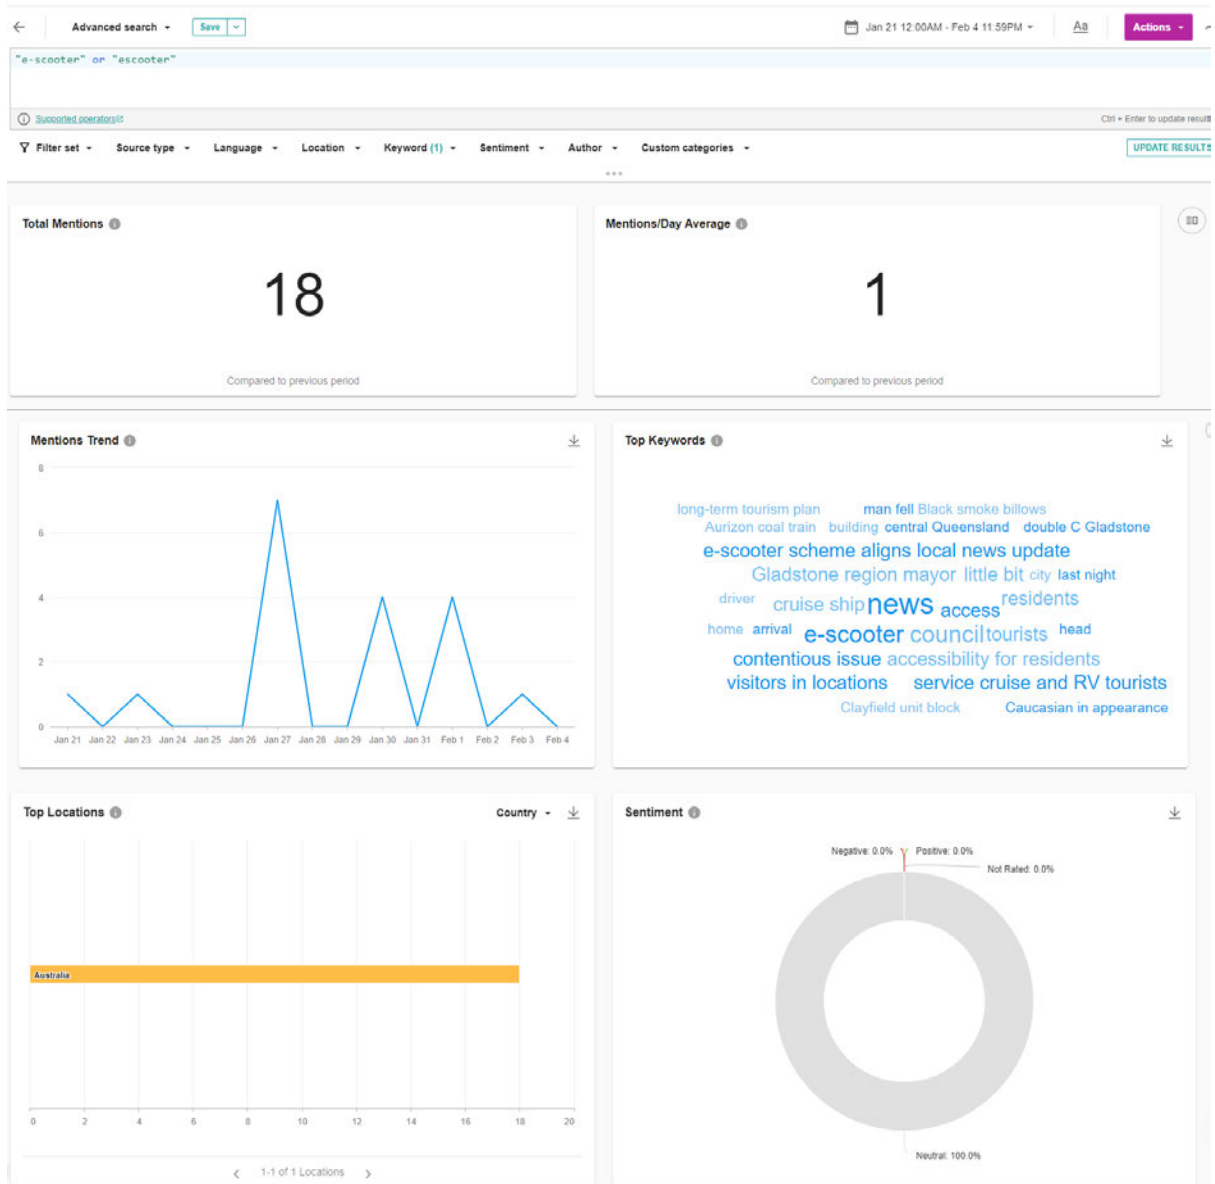 Advanced search
Save
Jan 21 12:00AM - Feb 4 11:59PM
Aa
Actions
"e-scooter" or "escooter"
Supported operators
Ctrl + Enter to update result
Filter set
Source type
Language
Location
Keyword (1)
Sentiment
Author
Custom categories
UPDATE RESULTS
Total Mentions
18
Compared to previous period
Mentions/Day Average
1
Compared to previous period
Mentions Trend
8
6
4
2
0
Jan 21 Jan 22 Jan 23 Jan 24 Jan 25 Jan 26 Jan 27 Jan 28 Jan 29 Jan 30 Jan 31 Feb 1 Feb 2 Feb 3 Feb 4
Top Keywords
long-term tourism plan man fell Black smoke billows
Aurizon coal train building central Queensland double C Gladstone
e-scooter scheme aligns local news update
Gladstone region mayor little bit city last night
driver cruise ship news access residents
home arrival e-scooter council tourists head
contentious issue accessibility for residents
visitors in locations service cruise and RV tourists
Clayfield unit block Caucasian in appearance
Top Locations
Country
Australia
0 2 4 6 8 10 12 14 16 18 20
1-1 of 1 Locations
Sentiment
Negative: 0.0% Positive: 0.0%
Not Rated: 0.0%
Neutral: 100.0%